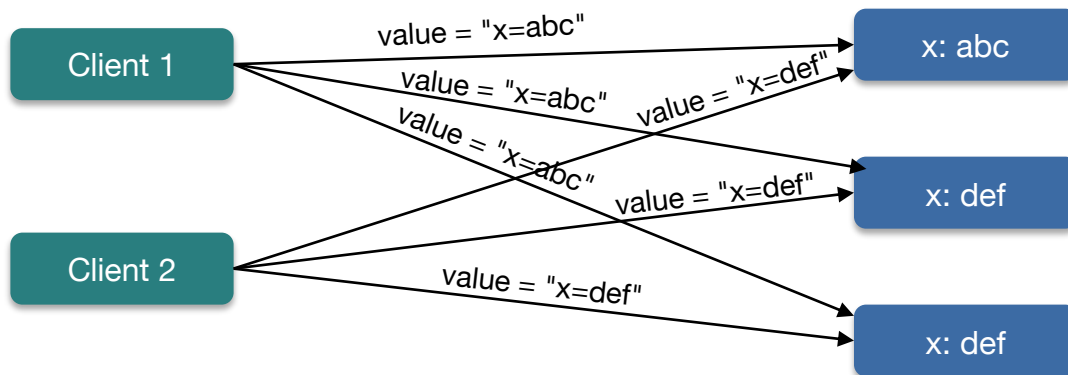 value = "x=abc"
Client 1
x: abc
value = "x=def"
value = "x=abc"
value = "x=abc"
value = "x=def"
x: def
Client 2
value = "x=def"
x: def